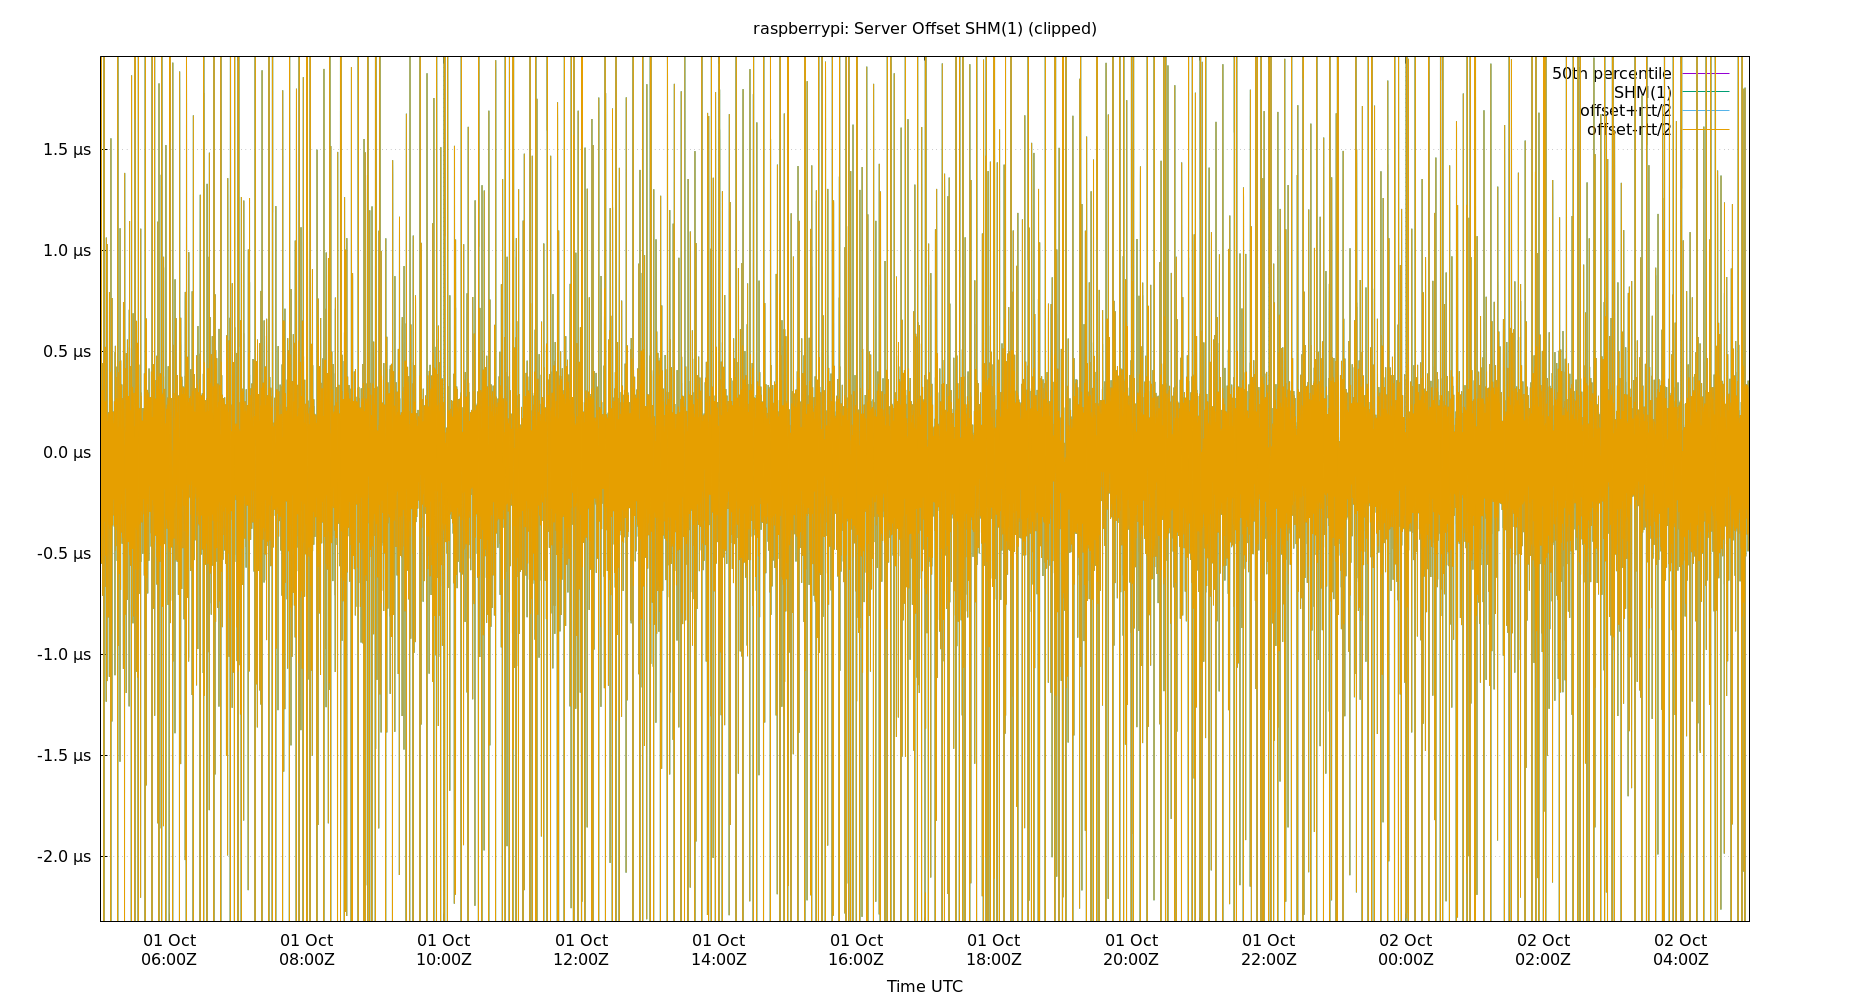 raspberrypi: Server Offset SHM(1) (clipped)
50th percentile
SHM(1)
offset+rtt/2
offset-rtt/2
1.5 µs
1.0 µs
0.5 µs
0.0 µs
-0.5 µs
-1.0 µs
-1.5 µs
-2.0 µs
01 Oct 01 Oct 01 Oct 01 Oct 01 Oct 01 Oct 01 Oct 01 Oct 01 Oct 02 Oct 02 Oct 02 Oct
06:00Z 08:00Z 10:00Z 12:00Z 14:00Z 16:00Z 18:00Z 20:00Z 22:00Z 00:00Z 02:00Z 04:00Z
Time UTC